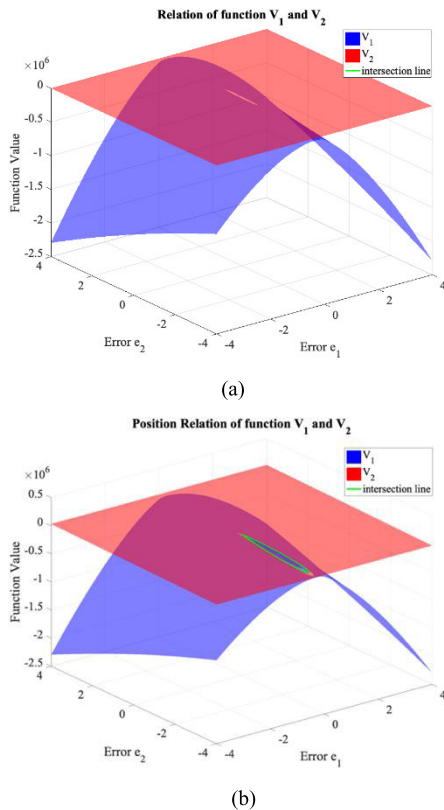 Relation of function V1 and V2
×10^6
V1
V2
intersection line
0
-0.5
-1
-1.5
-2
-2.5
Function Value
4
2
0
-2
-4
Error e2
-4
-2
0
2
4
Error e1
(a)
Position Relation of function V1 and V2
×10^6
V1
V2
intersection line
0.5
0
-0.5
-1
-1.5
-2
-2.5
Function Value
4
2
0
-2
-4
Error e2
-4
-2
0
2
4
Error e1
(b)